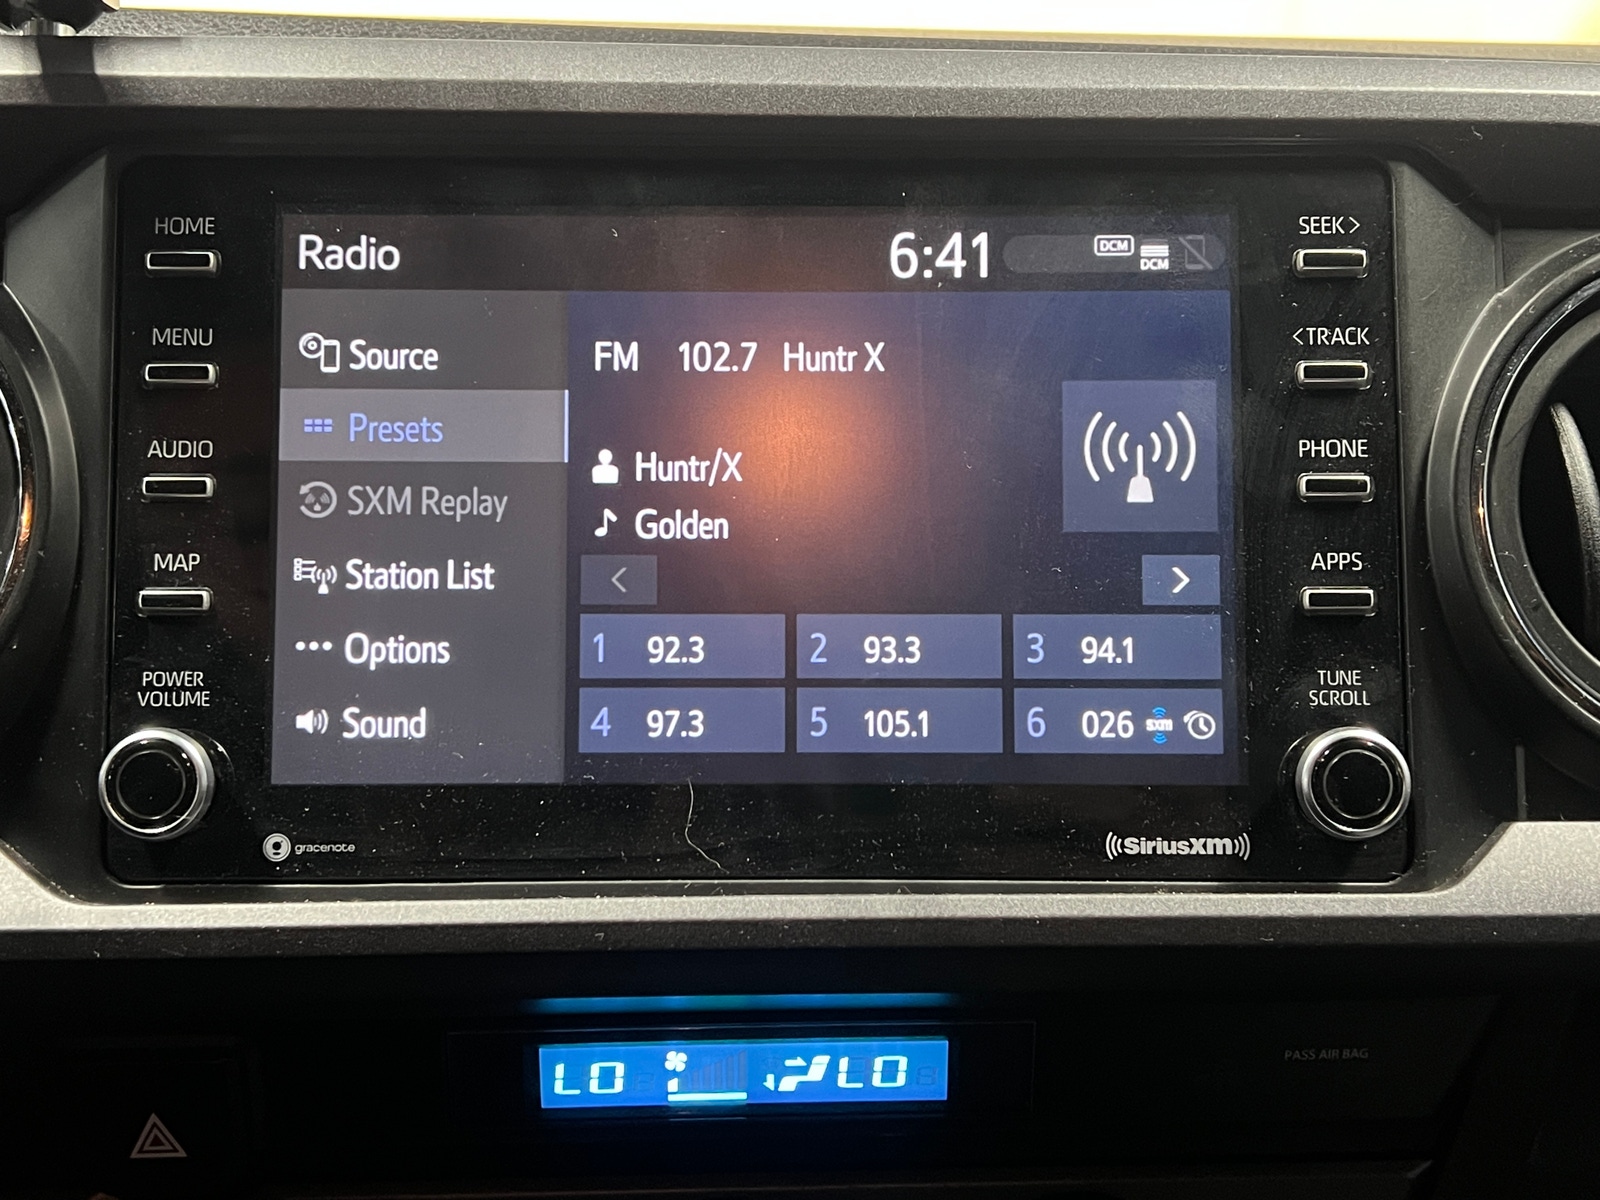 HOME
MENU
AUDIO
MAP
POWER
VOLUME
Radio
6:41
DCM
DCM
Source
Presets
SXM Replay
Station List
Options
Sound
FM 102.7 Huntr X
Huntr/X
Golden
<
>
1 92.3
2 93.3
3 94.1
4 97.3
5 105.1
6 026 sxm
SEEK >
< TRACK
PHONE
APPS
TUNE
SCROLL
gracenote
((SiriusXM))
LO LO
PASS AIR BAG